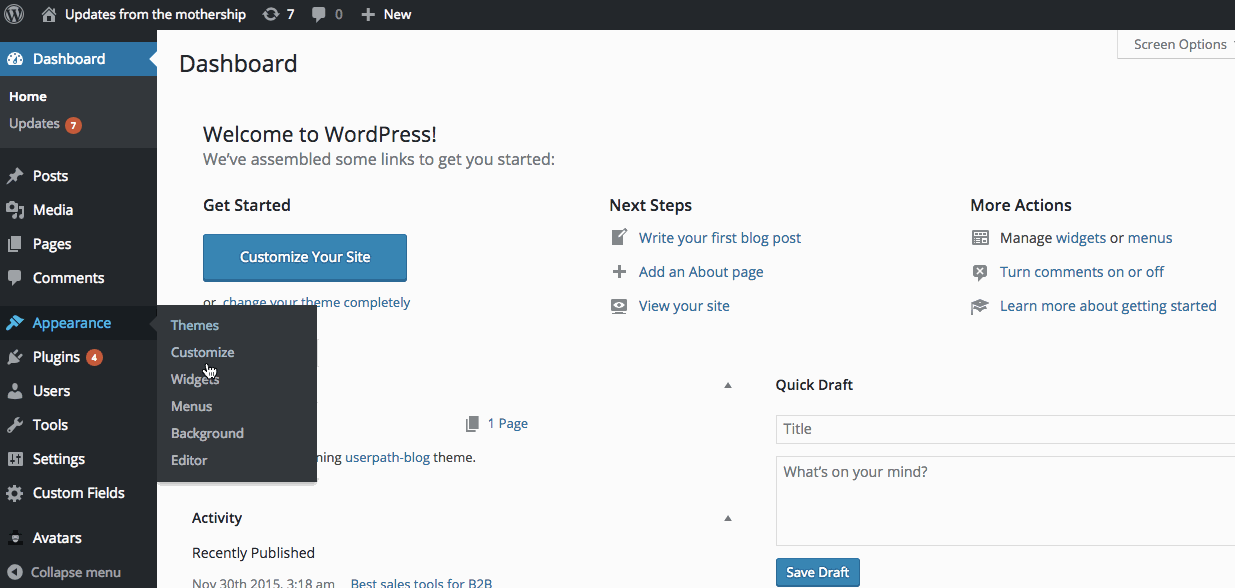 Updates from the mothership 7 0 New
Screen Options
Dashboard
Home
Updates 7
Posts
Media
Pages
Comments
Appearance
Plugins 4
Users
Tools
Settings
Custom Fields
Avatars
Collapse menu
Themes
Customize
Widgets
Menus
Background
Editor
Dashboard
Welcome to WordPress!
We've assembled some links to get you started:
Get Started
Customize Your Site
or change your theme completely
Next Steps
Write your first blog post
Add an About page
View your site
More Actions
Manage widgets or menus
Turn comments on or off
Learn more about getting started
1 Page
ning userpath-blog theme.
Activity
Recently Published
Nov 30th 2015, 3:18 am Best sales tools for B2B
Quick Draft
Title
What's on your mind?
Save Draft